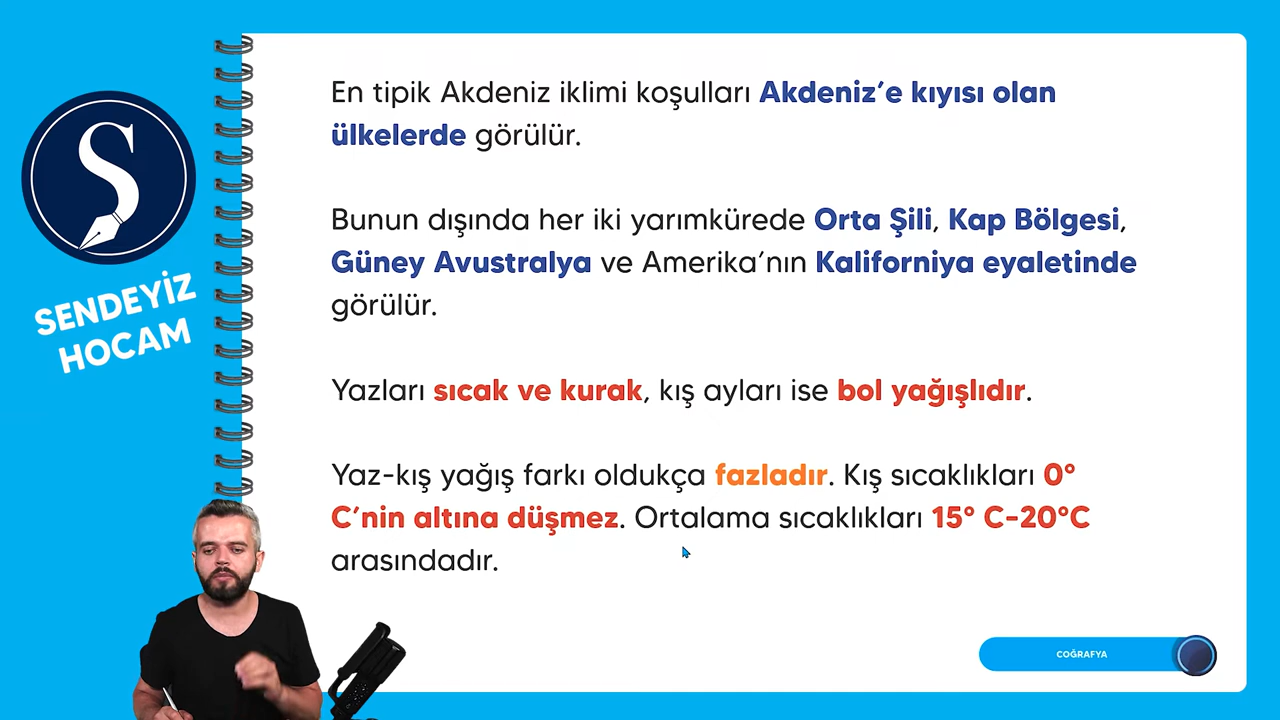 En tipik Akdeniz iklimi koşulları Akdeniz’e kıyısı olan
ülkelerde görülür.
Bunun dışında her iki yarımkürede Orta Şili, Kap Bölgesi,
Güney Avustralya ve Amerika’nın Kaliforniya eyaletinde
görülür.
Yazları sıcak ve kurak, kış ayları ise bol yağışlıdır.
Yaz-kış yağış farkı oldukça fazladır. Kış sıcaklıkları 0°
C’nin altına düşmez. Ortalama sıcaklıkları 15° C-20°C
arasındadır.
S
SENDEYİZ
HOCAM
COĞRAFYA